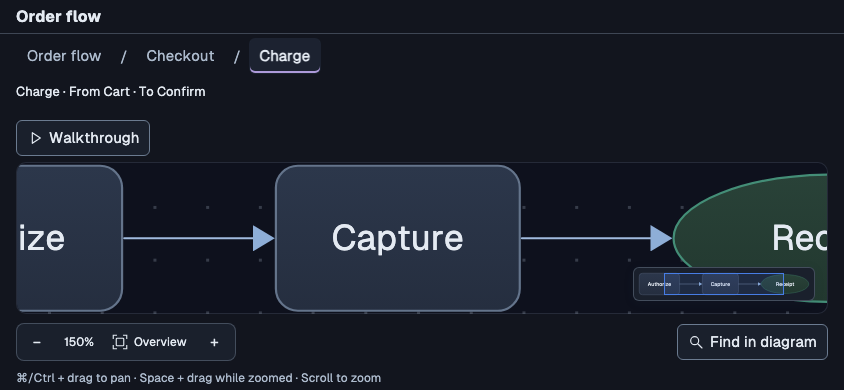 Order flow
Order flow / Checkout / Charge
Charge · From Cart · To Confirm
Walkthrough
ize Capture Rec
Authorize Capture Receipt
− 150% Overview +
Find in diagram
⌘/Ctrl + drag to pan · Space + drag while zoomed · Scroll to zoom